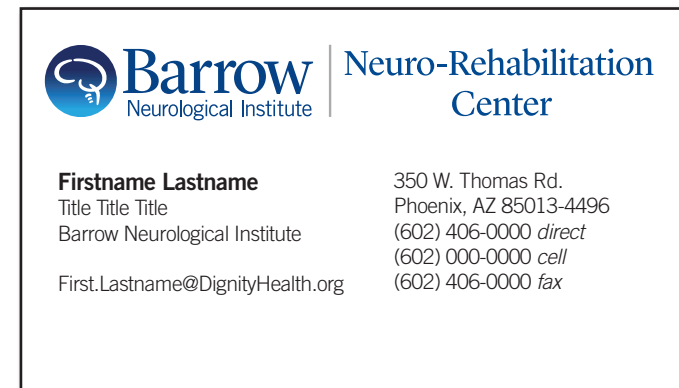 Barrow
Neurological Institute
Neuro-Rehabilitation
Center
Firstname Lastname
Title Title Title
Barrow Neurological Institute
First.Lastname@DignityHealth.org
350 W. Thomas Rd.
Phoenix, AZ 85013-4496
(602) 406-0000 direct
(602) 000-0000 cell
(602) 406-0000 fax